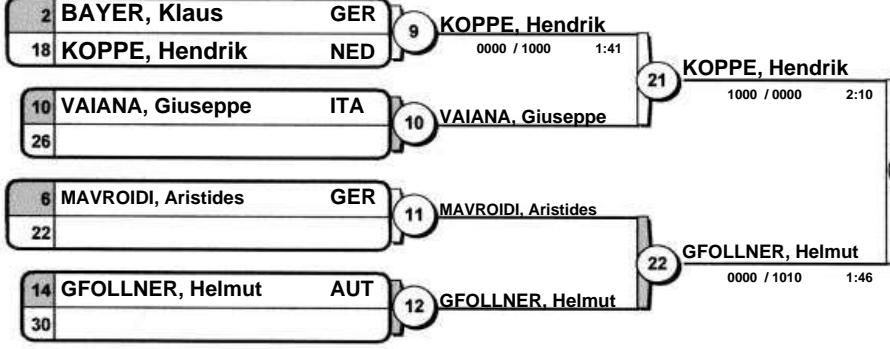 2 BAYER, Klaus GER
18 KOPPE, Hendrik NED
9
KOPPE, Hendrik
0000 / 1000 1:41
10 VAIANA, Giuseppe ITA
26
10
VAIANA, Giuseppe
21
KOPPE, Hendrik
1000 / 0000 2:10
6 MAVROIDI, Aristides GER
22
11
MAVROIDI, Aristides
14 GFOLLNER, Helmut AUT
30
12
GFOLLNER, Helmut
22
GFOLLNER, Helmut
0000 / 1010 1:46